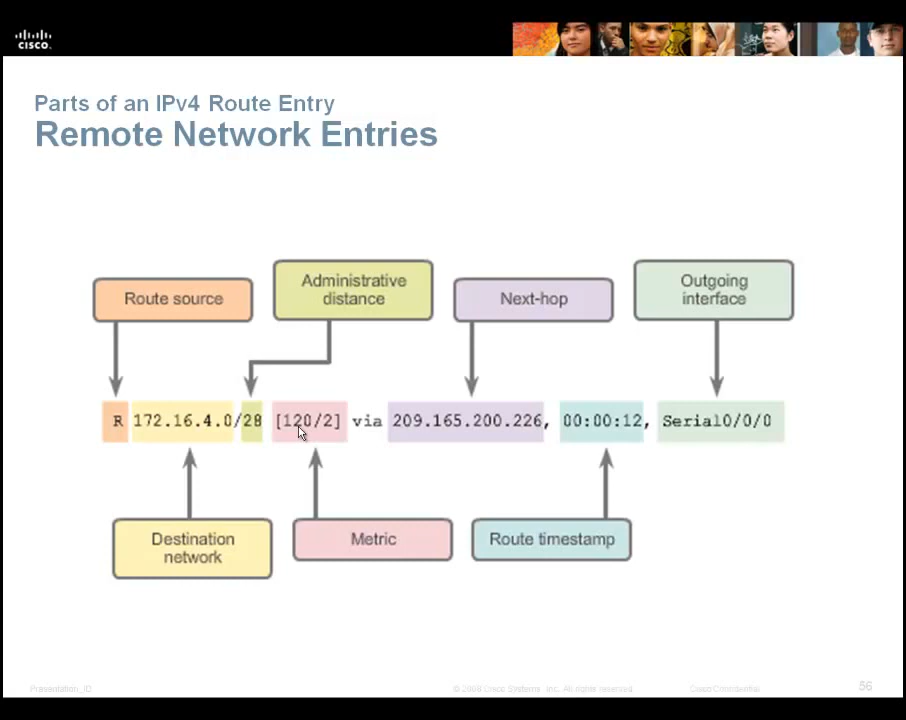 CISCO.
Parts of an IPv4 Route Entry
Remote Network Entries
Route source
Administrative
distance
Next-hop
Outgoing
interface
R 172.16.4.0/28 [120/2] via 209.165.200.226, 00:00:12, Serial0/0/0
Destination
network
Metric
Route timestamp
Presentation_ID
© 2008 Cisco Systems, Inc. All rights reserved.
Cisco Confidential
56